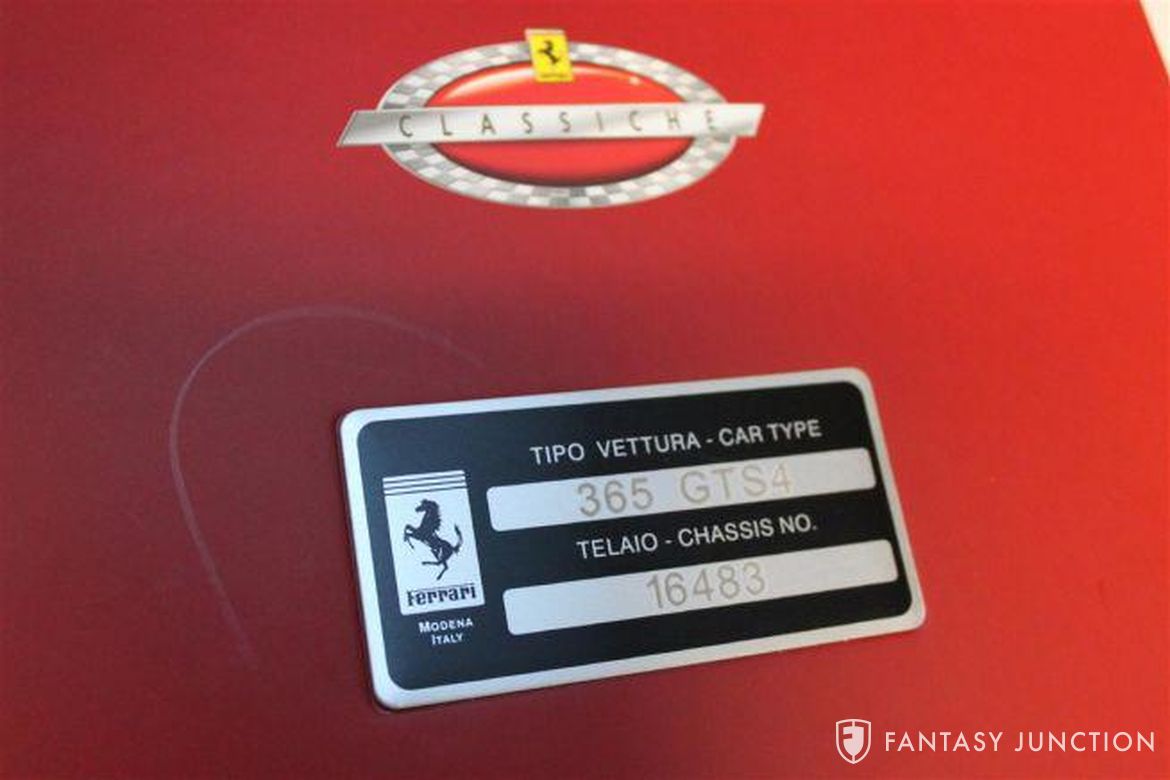 CLASSICHE
TIPO VETTURA - CAR TYPE
365 GTS4
TELAIO - CHASSIS NO.
16483
Ferrari
MODENA
ITALY
FANTASY JUNCTION